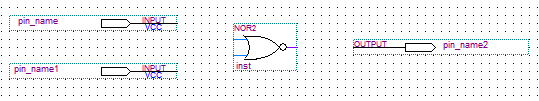 pin_name INPUT
VCC
NOR2
inst
OUTPUT pin_name2
pin_name1 INPUT
VCC